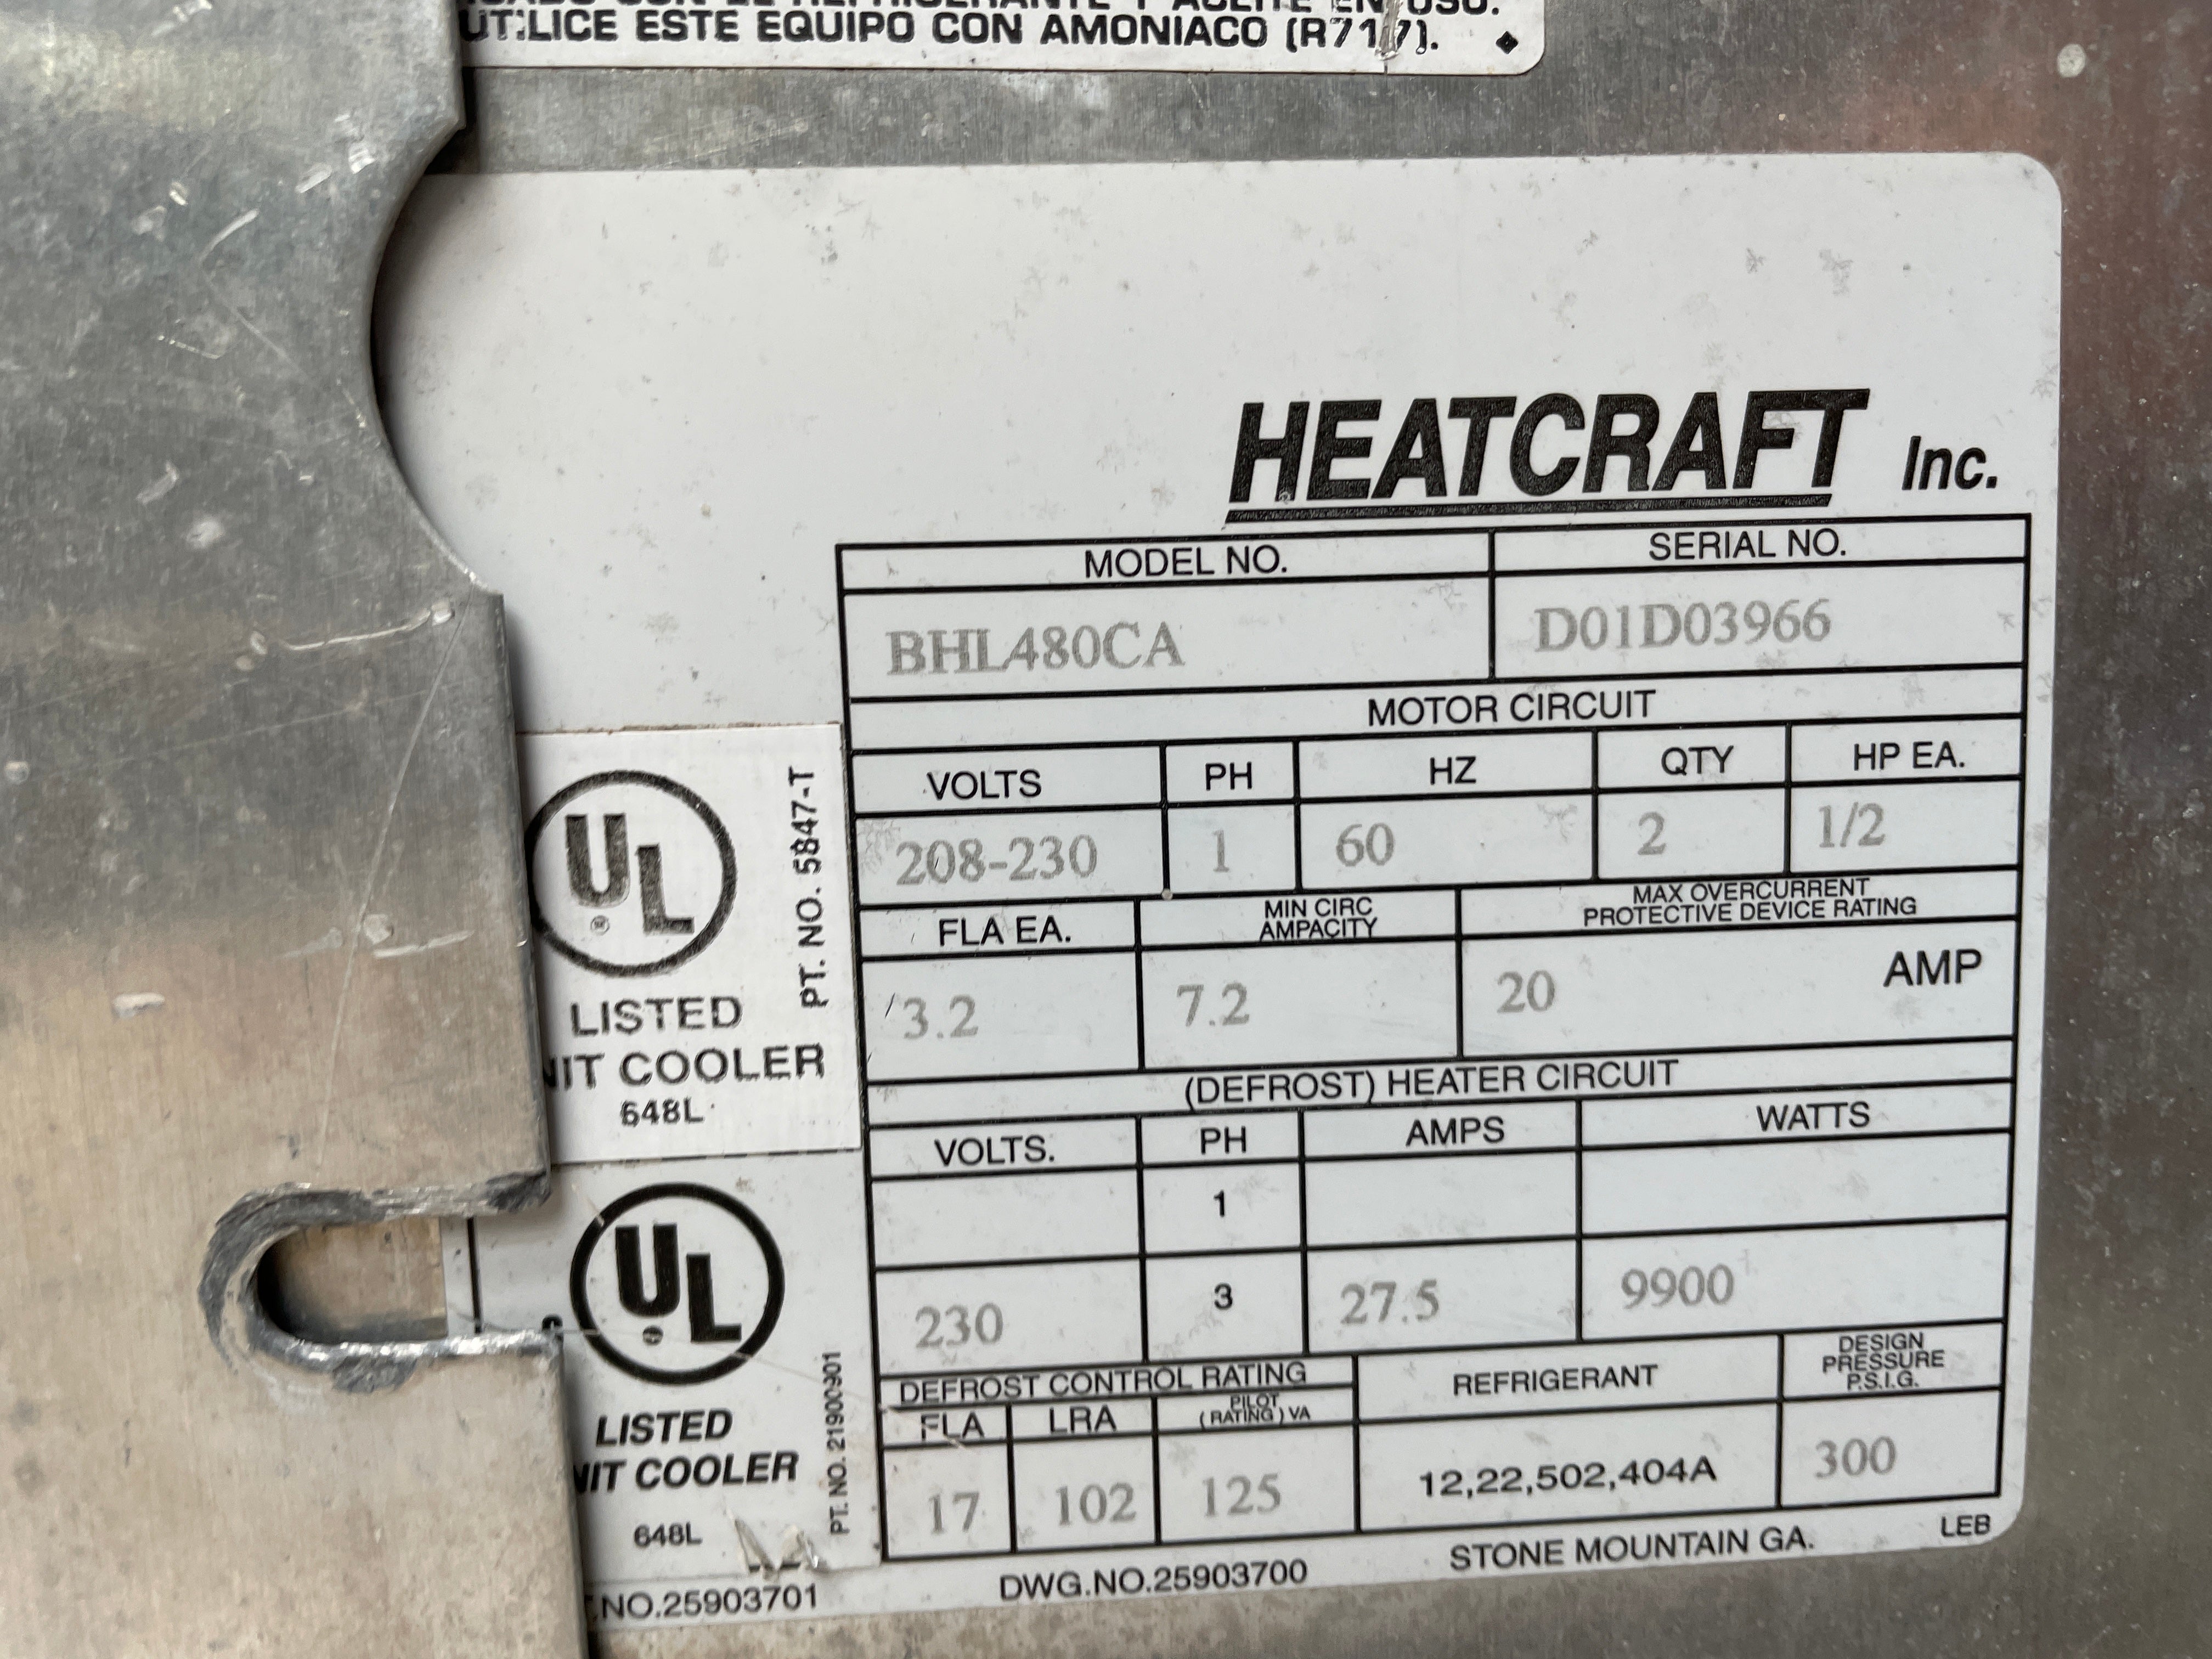 UTILICE ESTE EQUIPO CON AMONIACO (R717).
HEATCRAFT Inc.
MODEL NO. SERIAL NO.
BHL480CA D01D03966
MOTOR CIRCUIT
VOLTS PH HZ QTY HP EA.
208-230 1 60 2 1/2
FLA EA. MIN CIRC AMPACITY MAX OVERCURRENT PROTECTIVE DEVICE RATING
3.2 7.2 20 AMP
(DEFROST) HEATER CIRCUIT
VOLTS. PH AMPS WATTS
1
230 3 27.5 9900
DEFROST CONTROL RATING REFRIGERANT DESIGN PRESSURE P.S.I.G.
FLA LRA PILOT (RATING) VA
17 102 125 12,22,502,404A 300
STONE MOUNTAIN GA. LEB
DWG.NO.25903700
NO.25903701
UL
LISTED
NIT COOLER
648L
PT. NO. 5847-T
UL
LISTED
NIT COOLER
648L
PT. NO. 21900901